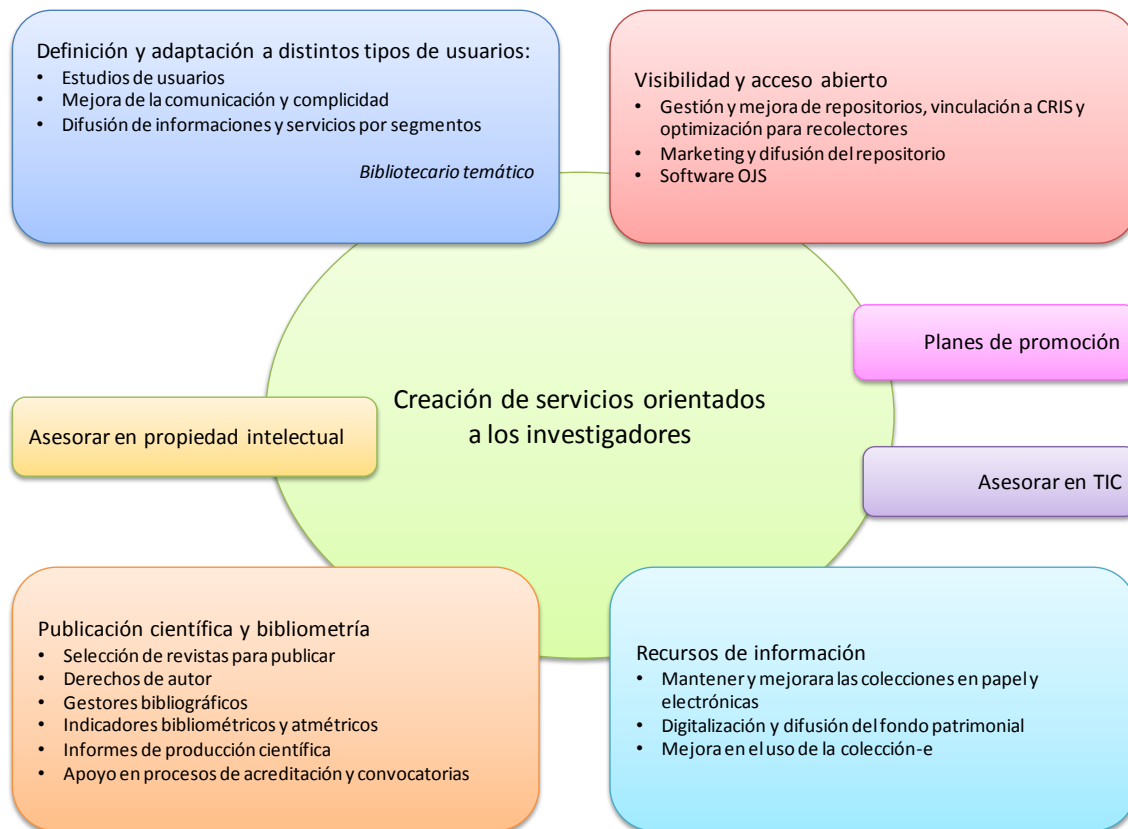 Definición y adaptación a distintos tipos de usuarios:
• Estudios de usuarios
• Mejora de la comunicación y complicidad
• Difusión de informaciones y servicios por segmentos
Bibliotecario temático
Visibilidad y acceso abierto
• Gestión y mejora de repositorios, vinculación a CRIS y
optimización para recolectores
• Marketing y difusión del repositorio
• Software OJS
Planes de promoción
Creación de servicios orientados
a los investigadores
Asesorar en propiedad intelectual
Asesorar en TIC
Publicación científica y bibliometría
• Selección de revistas para publicar
• Derechos de autor
• Gestores bibliográficos
• Indicadores bibliométricos y atmétricos
• Informes de producción científica
• Apoyo en procesos de acreditación y convocatorias
Recursos de información
• Mantener y mejorara las colecciones en papel y
electrónicas
• Digitalización y difusión del fondo patrimonial
• Mejora en el uso de la colección-e